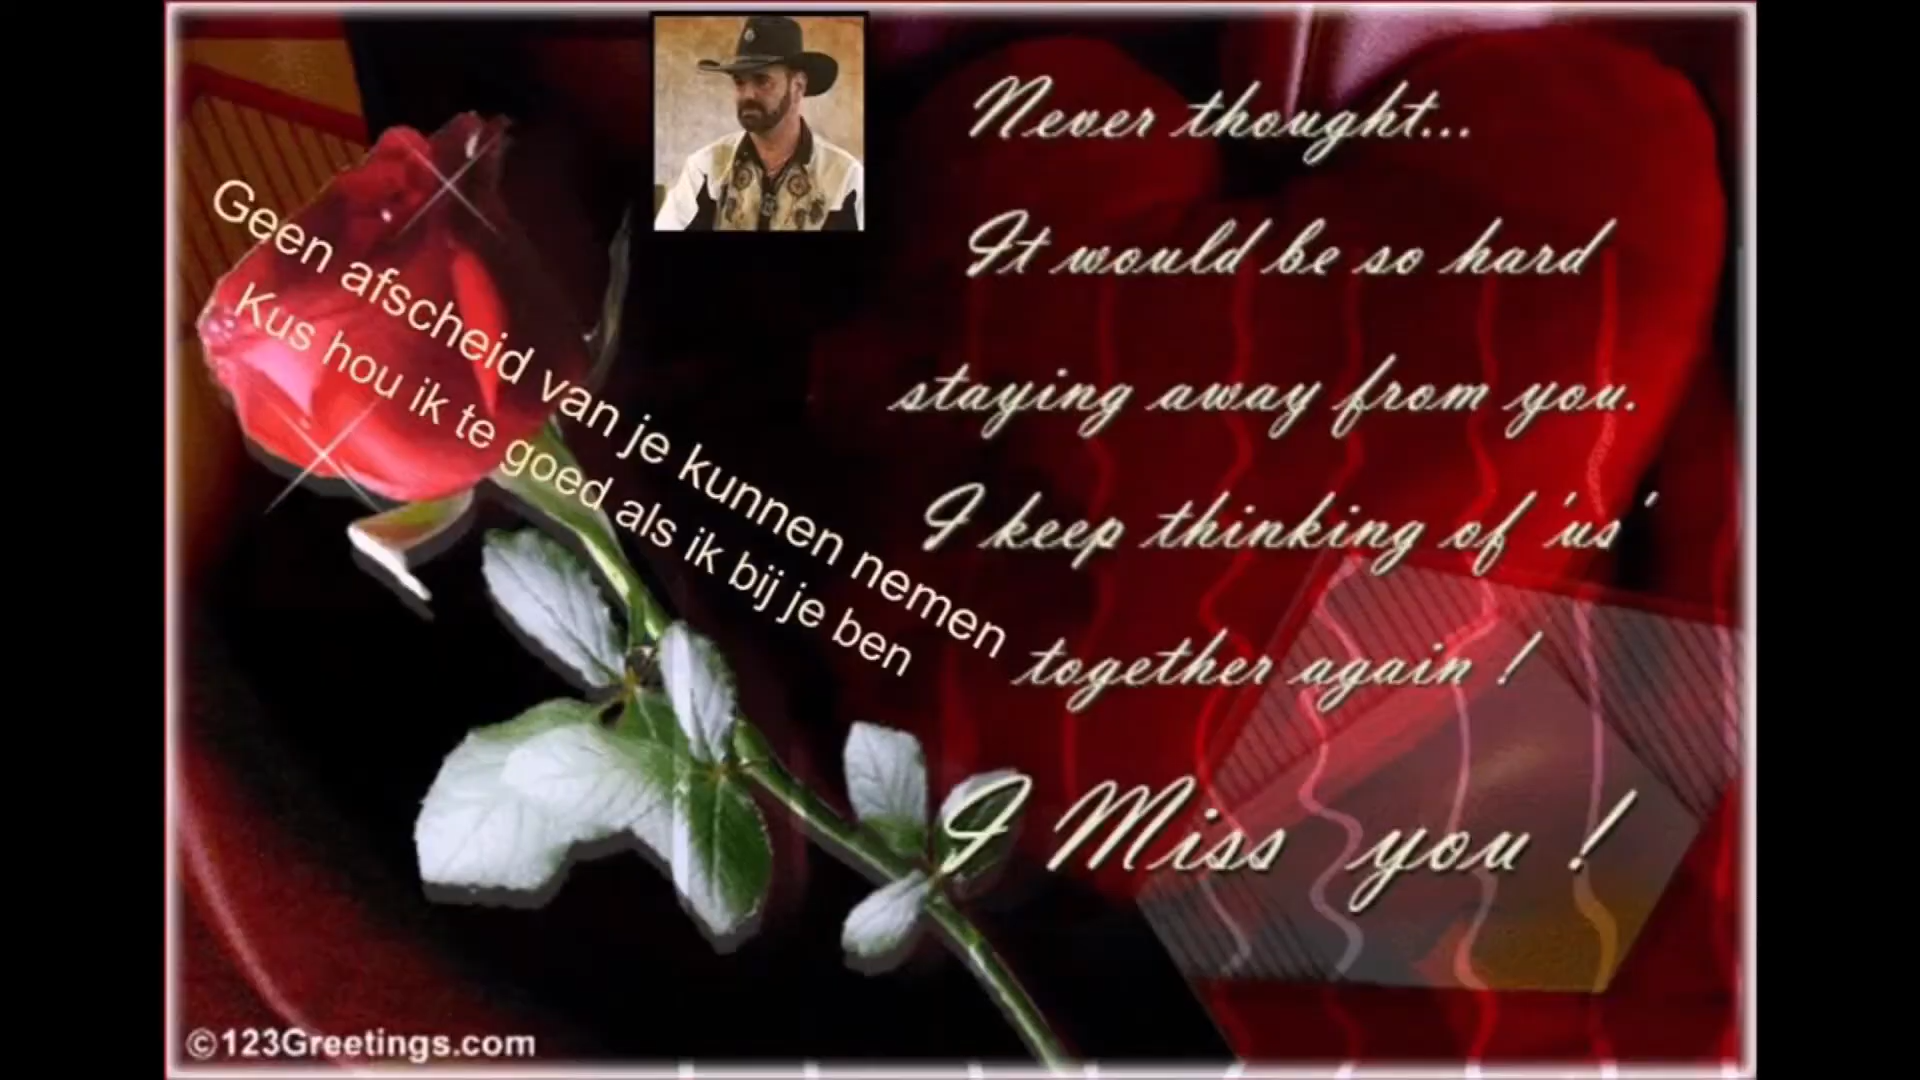 Geen afscheid van je kunnen nemen
Kus hou ik te goed als ik bij je ben
Never thought...
It would be so hard
staying away from you.
I keep thinking of 'us'
together again !
I Miss you !
©123Greetings.com